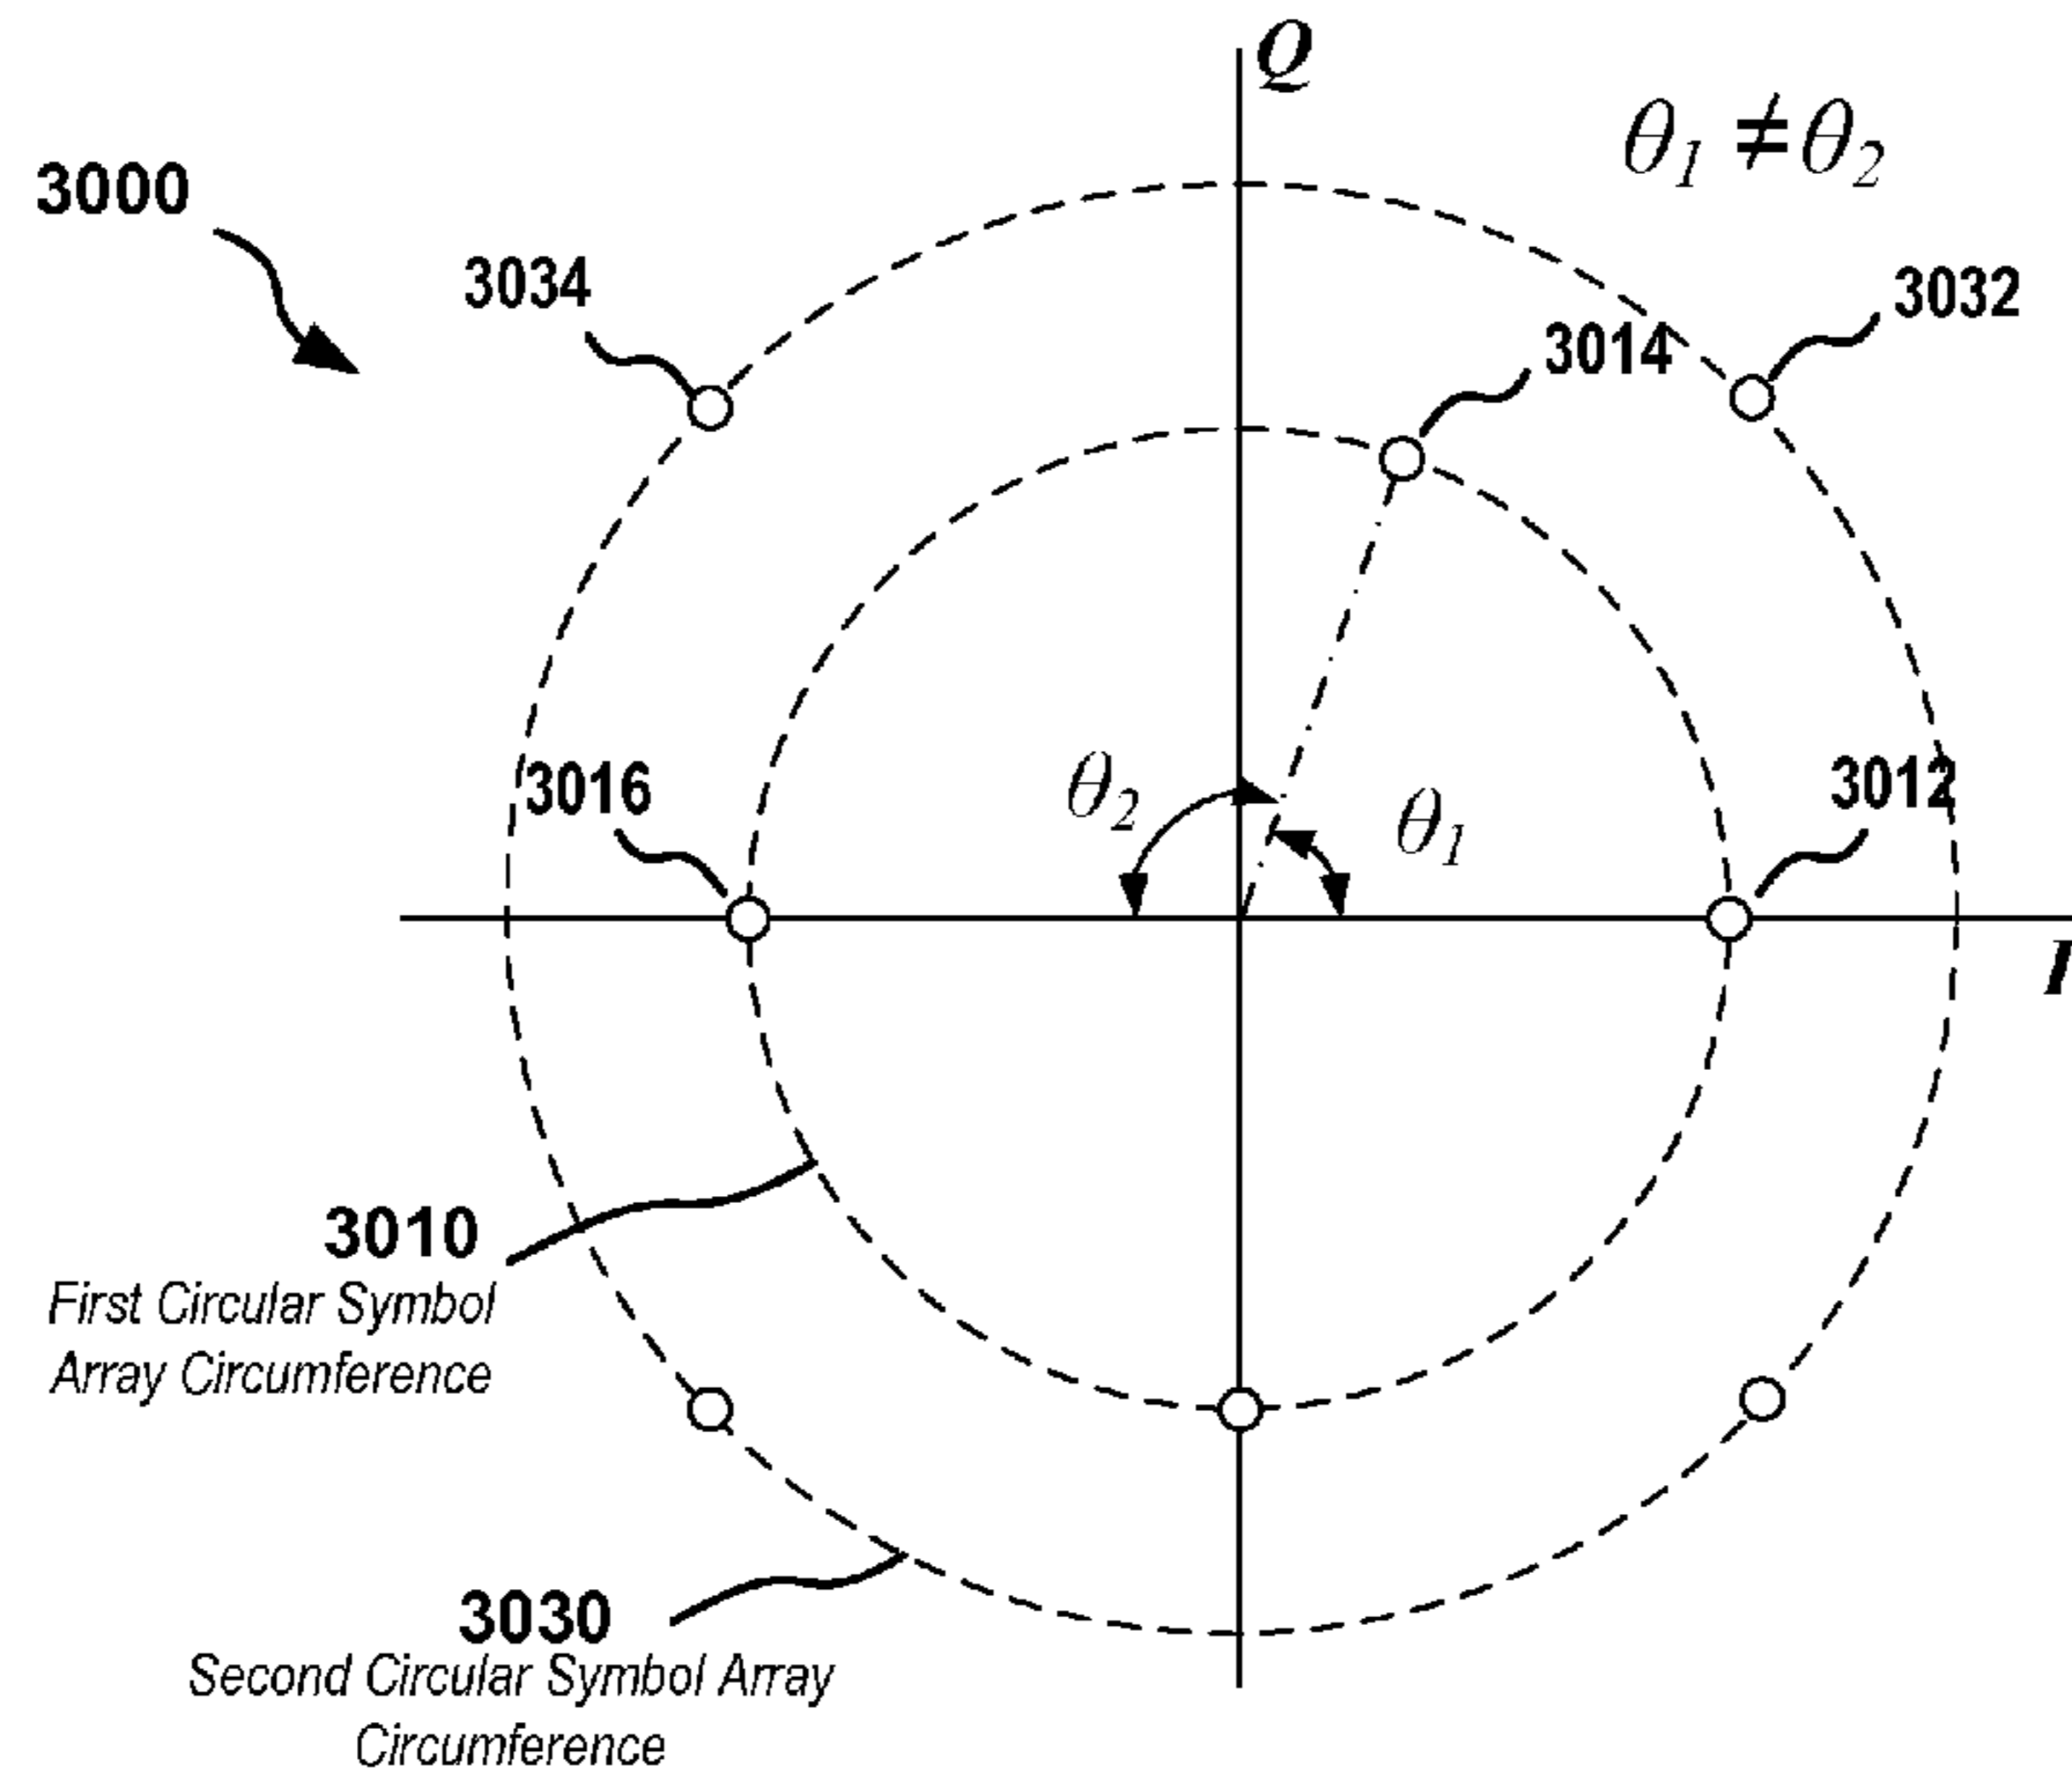 Q
θ1 ≠ θ2
3000
3034
3032
3014
3016
θ2
θ1
3012
I
3010
First Circular Symbol
Array Circumference
3030
Second Circular Symbol Array
Circumference